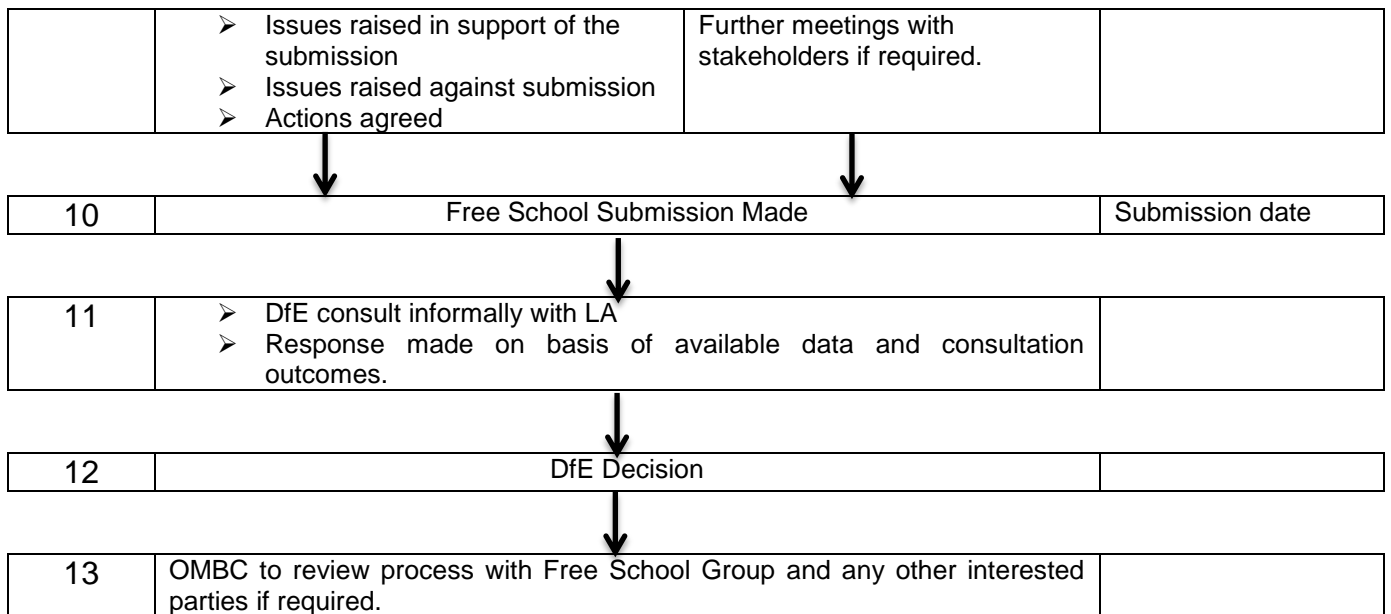 ➢ Issues raised in support of the
submission
➢ Issues raised against submission
➢ Actions agreed
Further meetings with
stakeholders if required.
10
Free School Submission Made
Submission date
11
➢ DfE consult informally with LA
➢ Response made on basis of available data and consultation
outcomes.
12
DfE Decision
13
OMBC to review process with Free School Group and any other interested
parties if required.